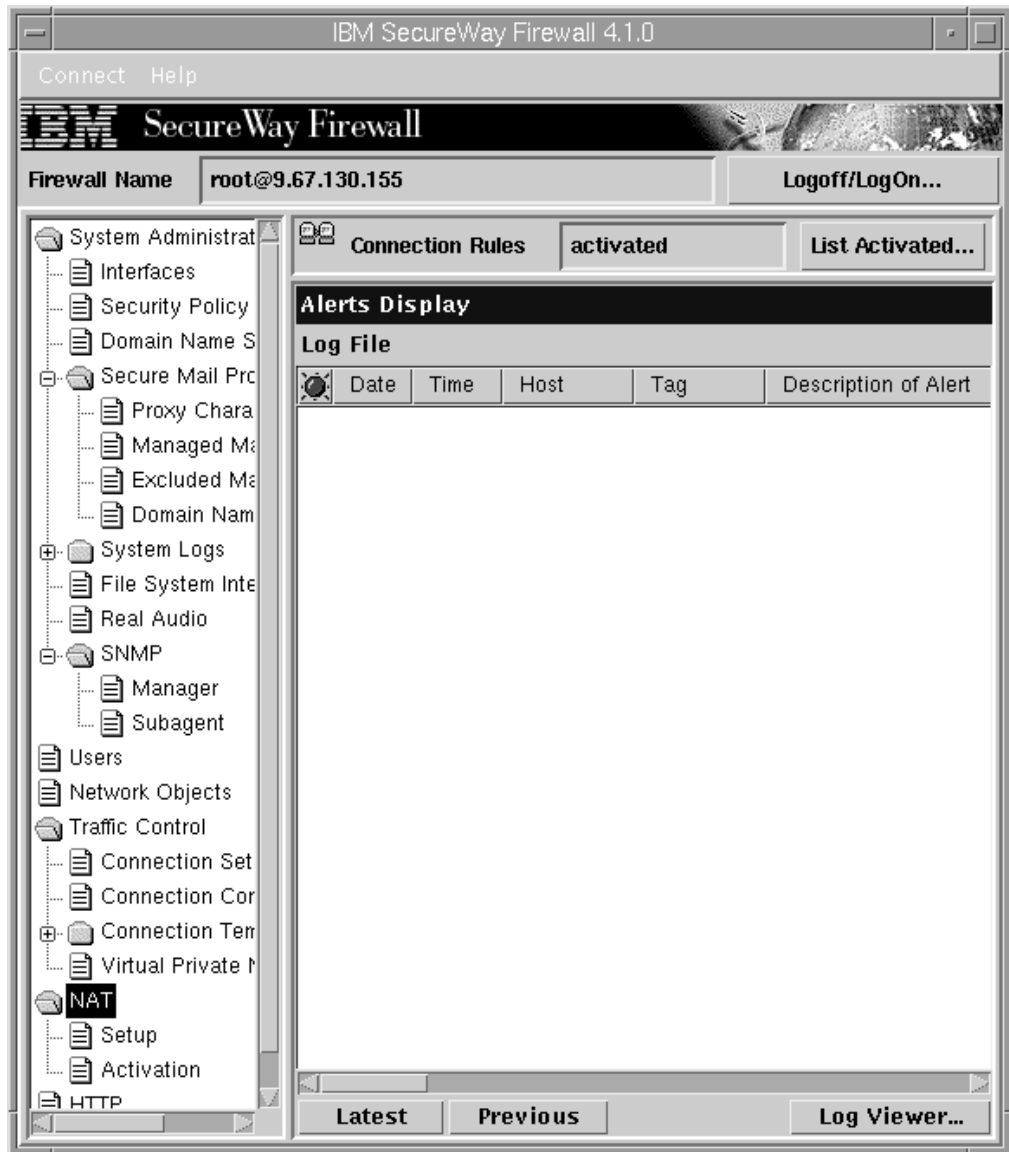 IBM SecureWay Firewall 4.1.0
Connect Help
IBM SecureWay Firewall
Firewall Name root@9.67.130.155 Logoff/LogOn...
System Administrat
Interfaces
Security Policy
Domain Name S
Secure Mail Prc
Proxy Chara
Managed Ma
Excluded Ma
Domain Nam
System Logs
File System Inte
Real Audio
SNMP
Manager
Subagent
Users
Network Objects
Traffic Control
Connection Set
Connection Cor
Connection Tem
Virtual Private N
NAT
Setup
Activation
HTTP
Connection Rules activated List Activated...
Alerts Display
Log File
Date Time Host Tag Description of Alert
Latest Previous Log Viewer...